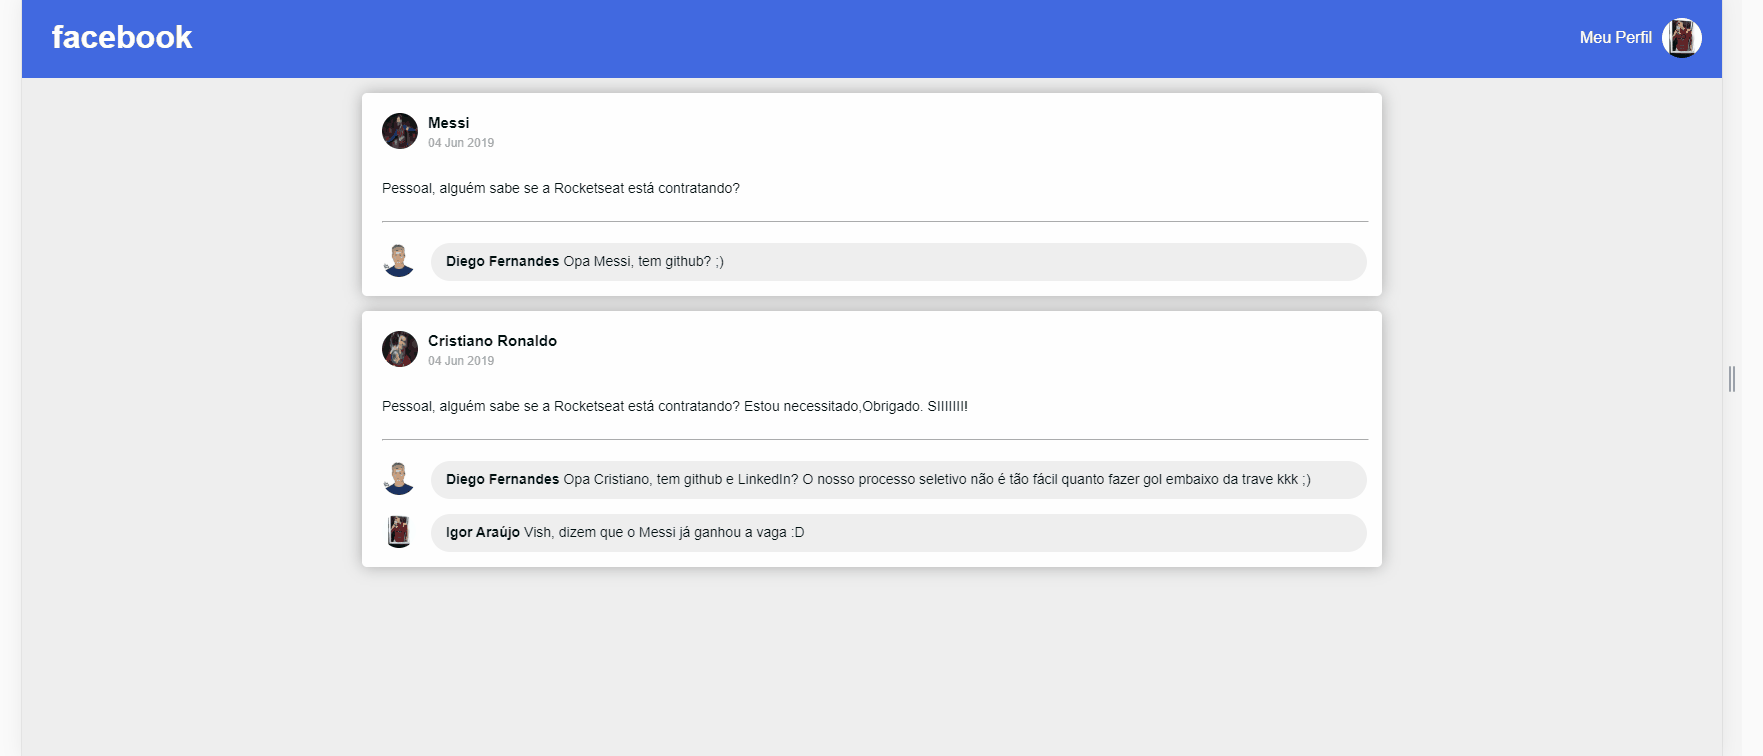 facebook
Meu Perfil
Messi
04 Jun 2019
Pessoal, alguém sabe se a Rocketseat está contratando?
Diego Fernandes Opa Messi, tem github? ;)
Cristiano Ronaldo
04 Jun 2019
Pessoal, alguém sabe se a Rocketseat está contratando? Estou necessitado,Obrigado. SIIIIIII!
Diego Fernandes Opa Cristiano, tem github e LinkedIn? O nosso processo seletivo não é tão fácil quanto fazer gol embaixo da trave kkk ;)
Igor Araújo Vish, dizem que o Messi já ganhou a vaga :D